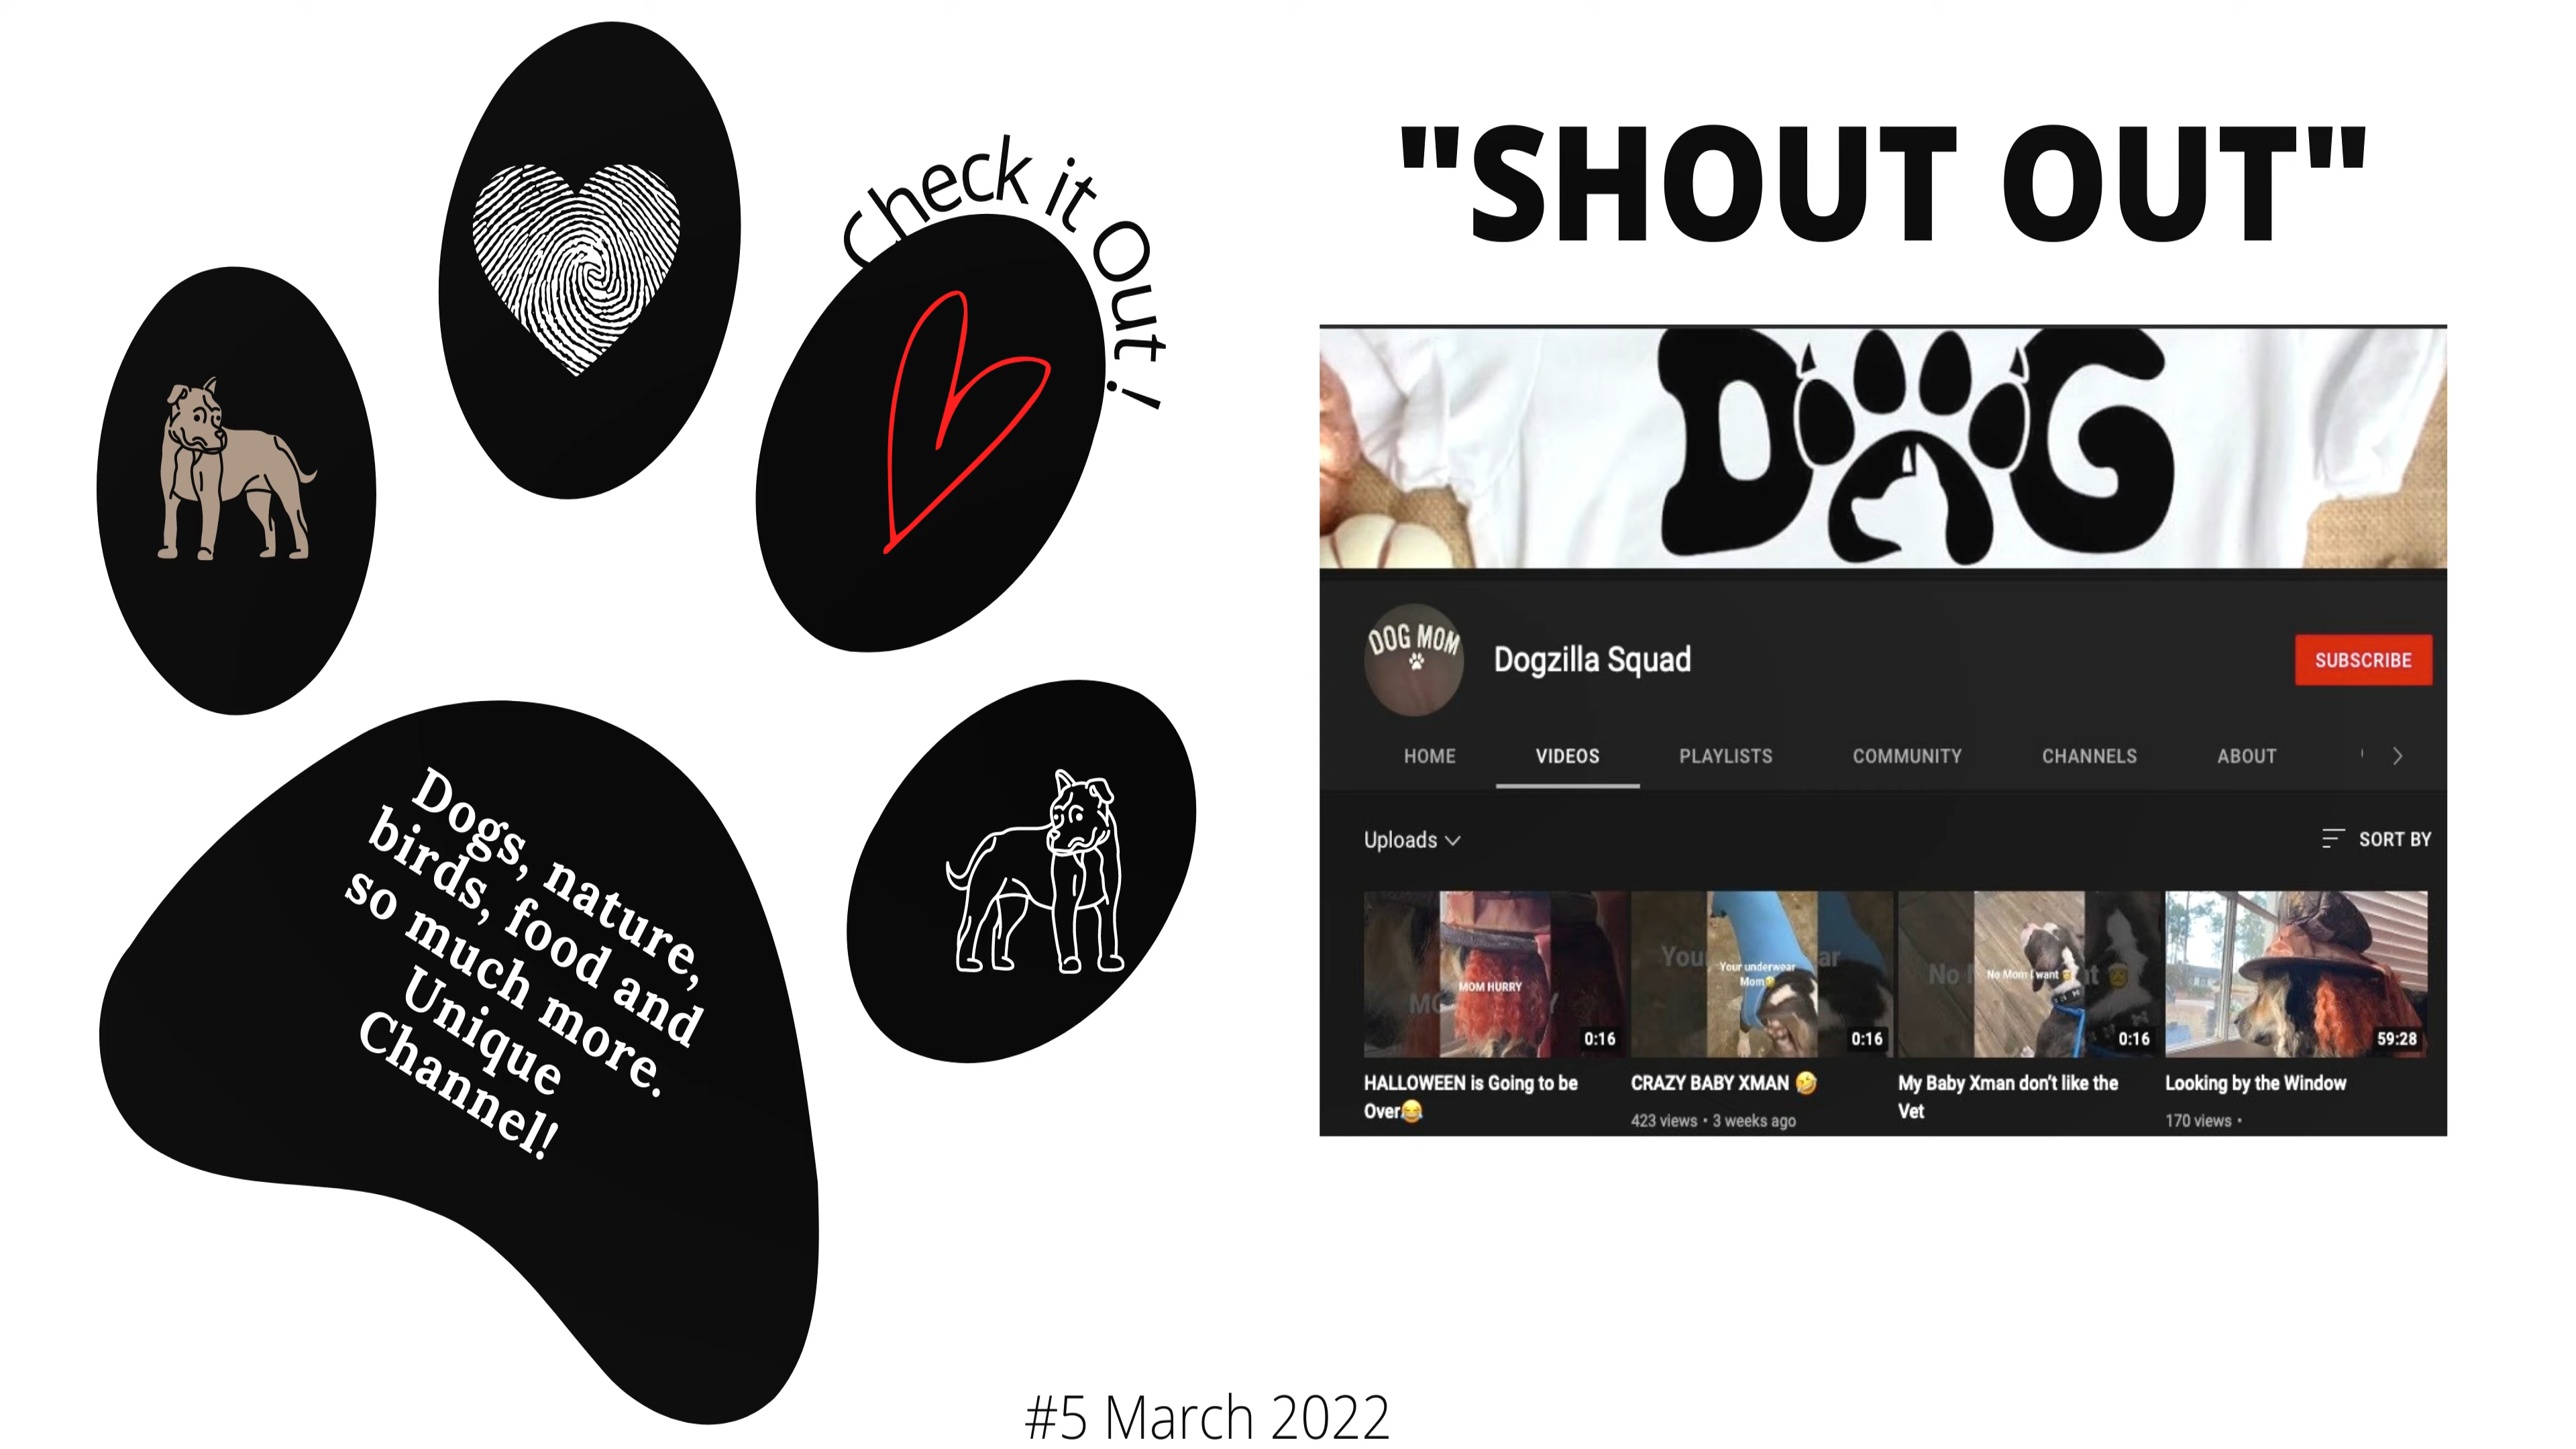 Check it Out !
Dogs, nature,
birds, food and
so much more.
Unique
Channel!
"SHOUT OUT"
DOG
DOG MOM
Dogzilla Squad
SUBSCRIBE
HOME VIDEOS PLAYLISTS COMMUNITY CHANNELS ABOUT
Uploads
SORT BY
MOM HURRY
0:16
Your underwear
Mom🤣
0:16
No Mom I want
0:16
59:28
HALLOWEEN is Going to be
Over😂
CRAZY BABY XMAN 🤣
423 views • 3 weeks ago
My Baby Xman don't like the
Vet
Looking by the Window
170 views •
#5 March 2022